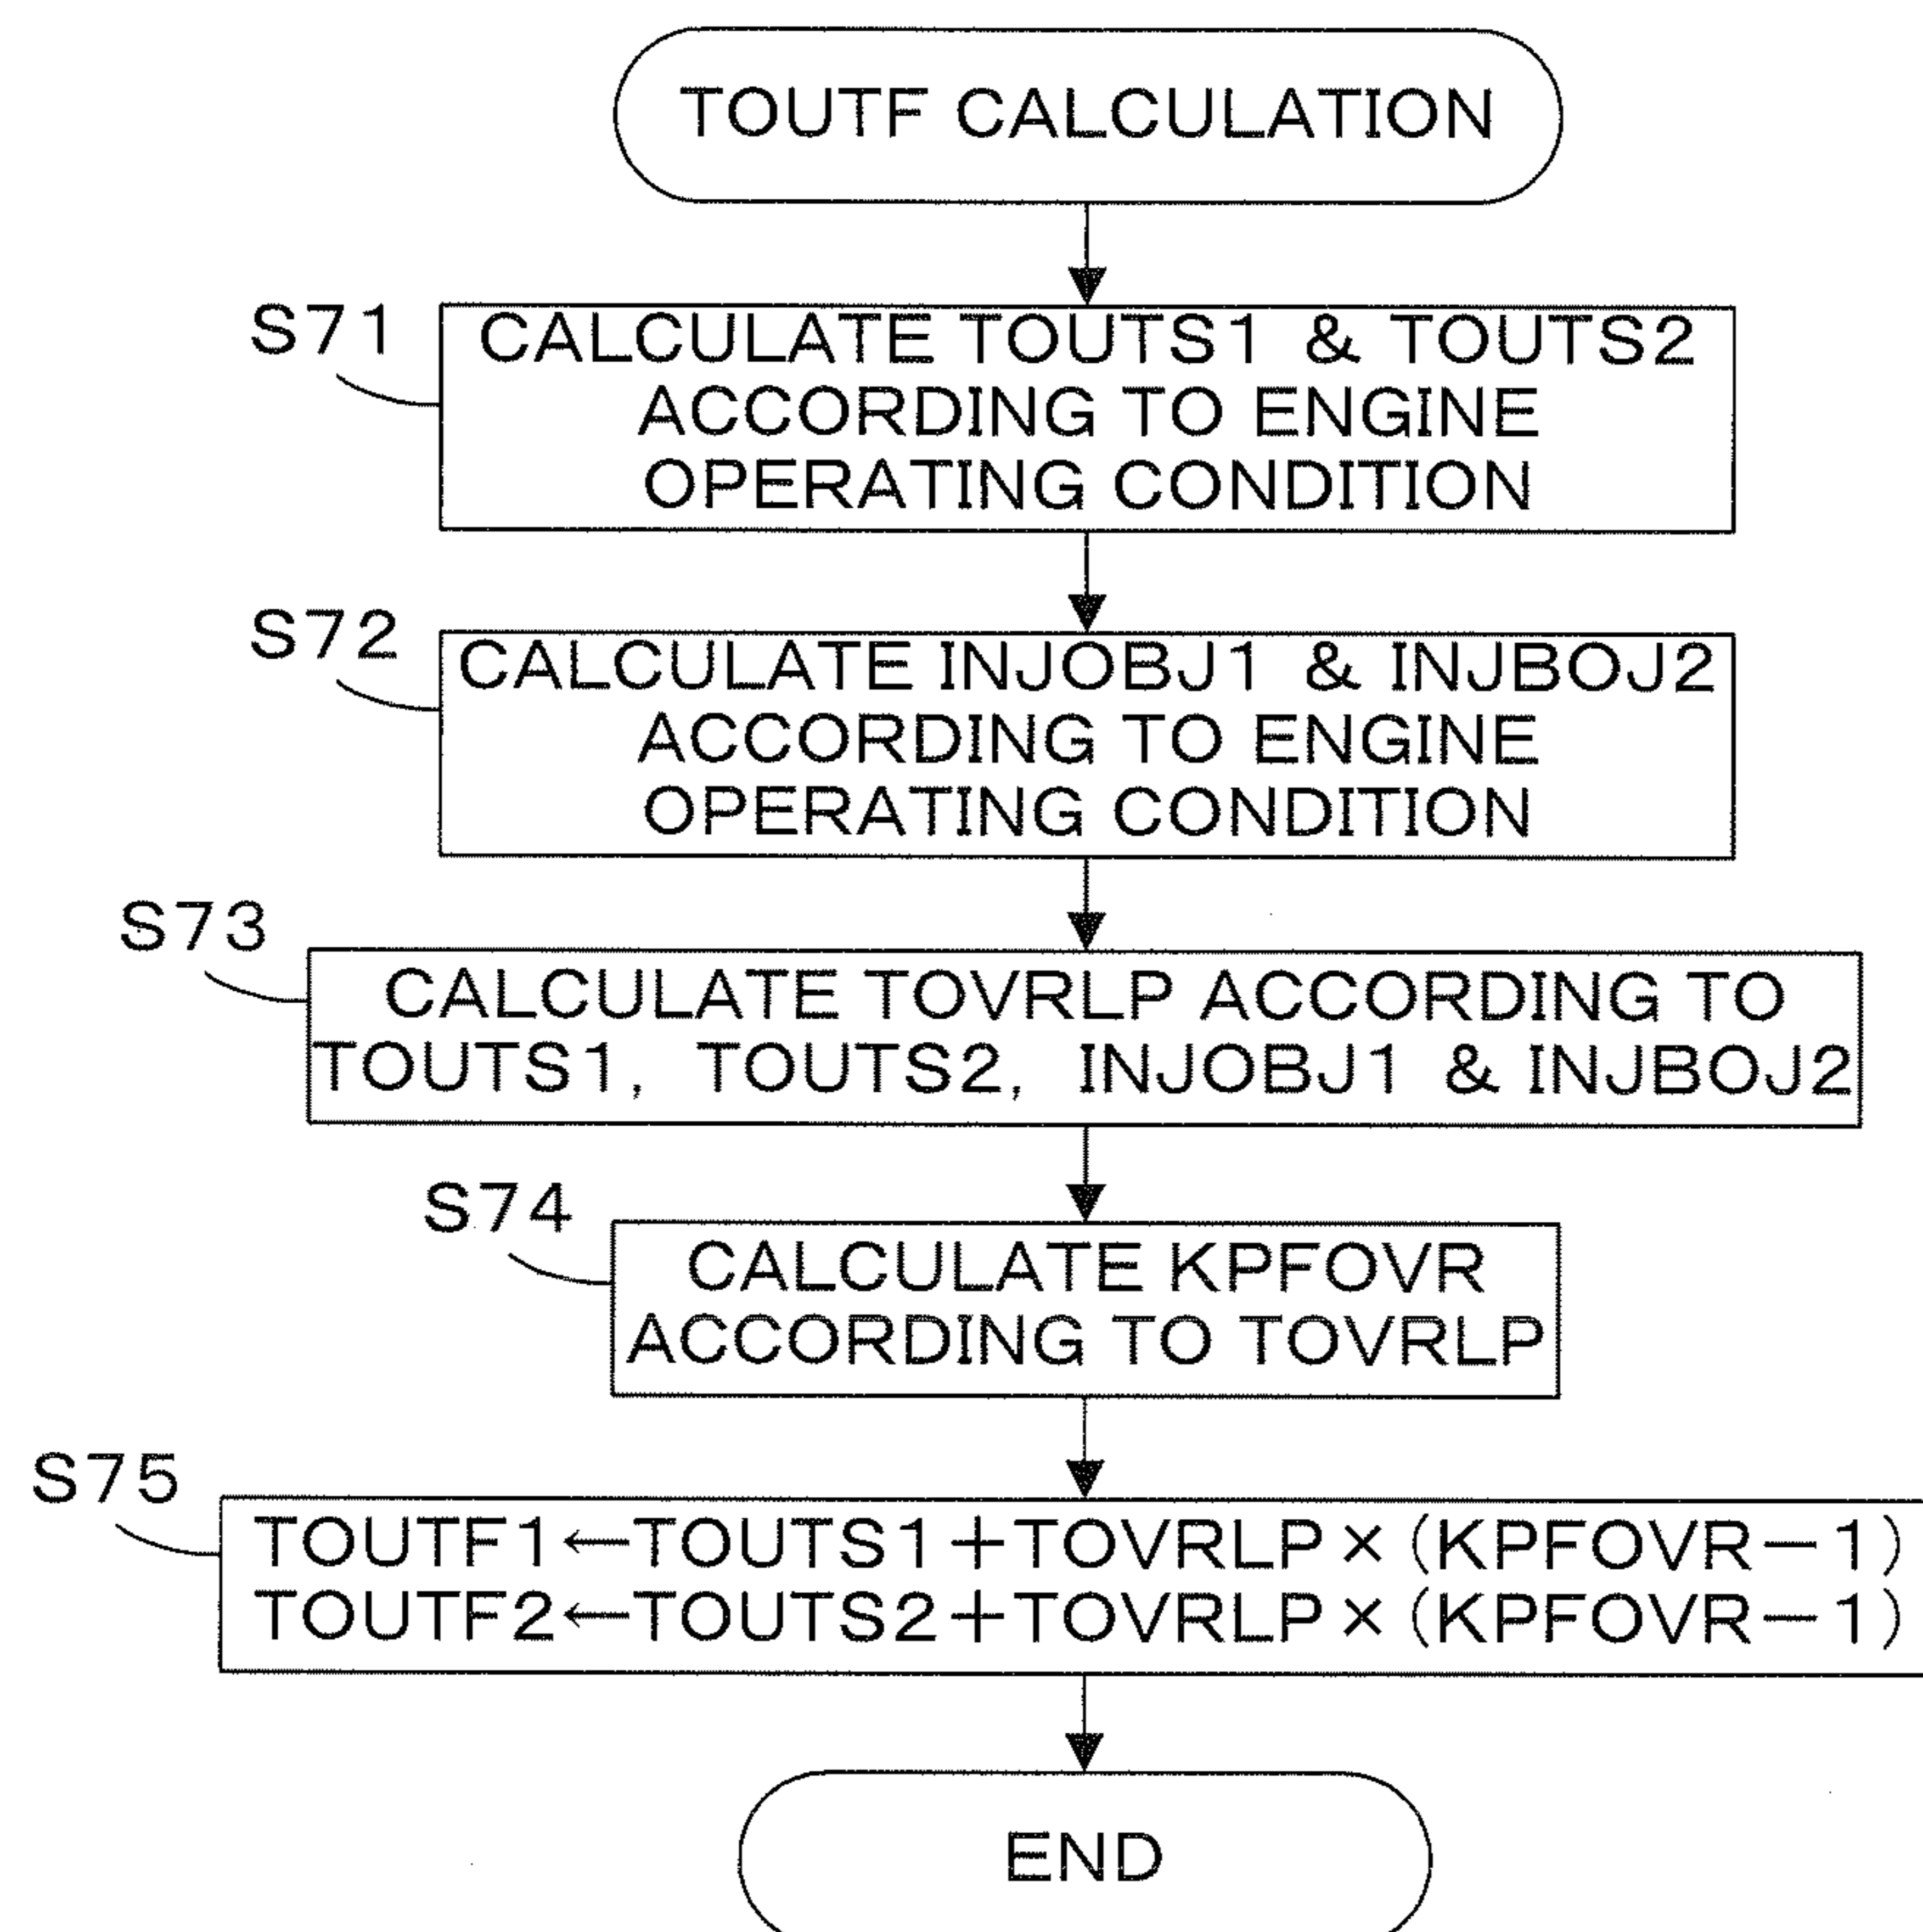 TOUTF CALCULATION
S71
CALCULATE TOUTS1 & TOUTS2
ACCORDING TO ENGINE
OPERATING CONDITION
S72
CALCULATE INJOBJ1 & INJBOJ2
ACCORDING TO ENGINE
OPERATING CONDITION
S73
CALCULATE TOVRLP ACCORDING TO
TOUTS1, TOUTS2, INJOBJ1 & INJBOJ2
S74
CALCULATE KPFOVR
ACCORDING TO TOVRLP
S75
TOUTF1←TOUTS1+TOVRLP×(KPFOVR−1)
TOUTF2←TOUTS2+TOVRLP×(KPFOVR−1)
END